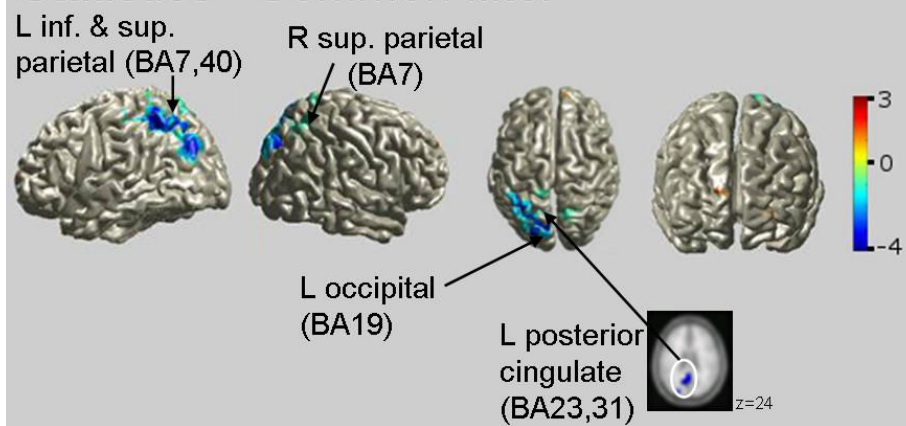 L inf. & sup.
parietal (BA7,40)
R sup. parietal
(BA7)
3
0
-4
L occipital
(BA19)
L posterior
cingulate
(BA23,31)
z=24